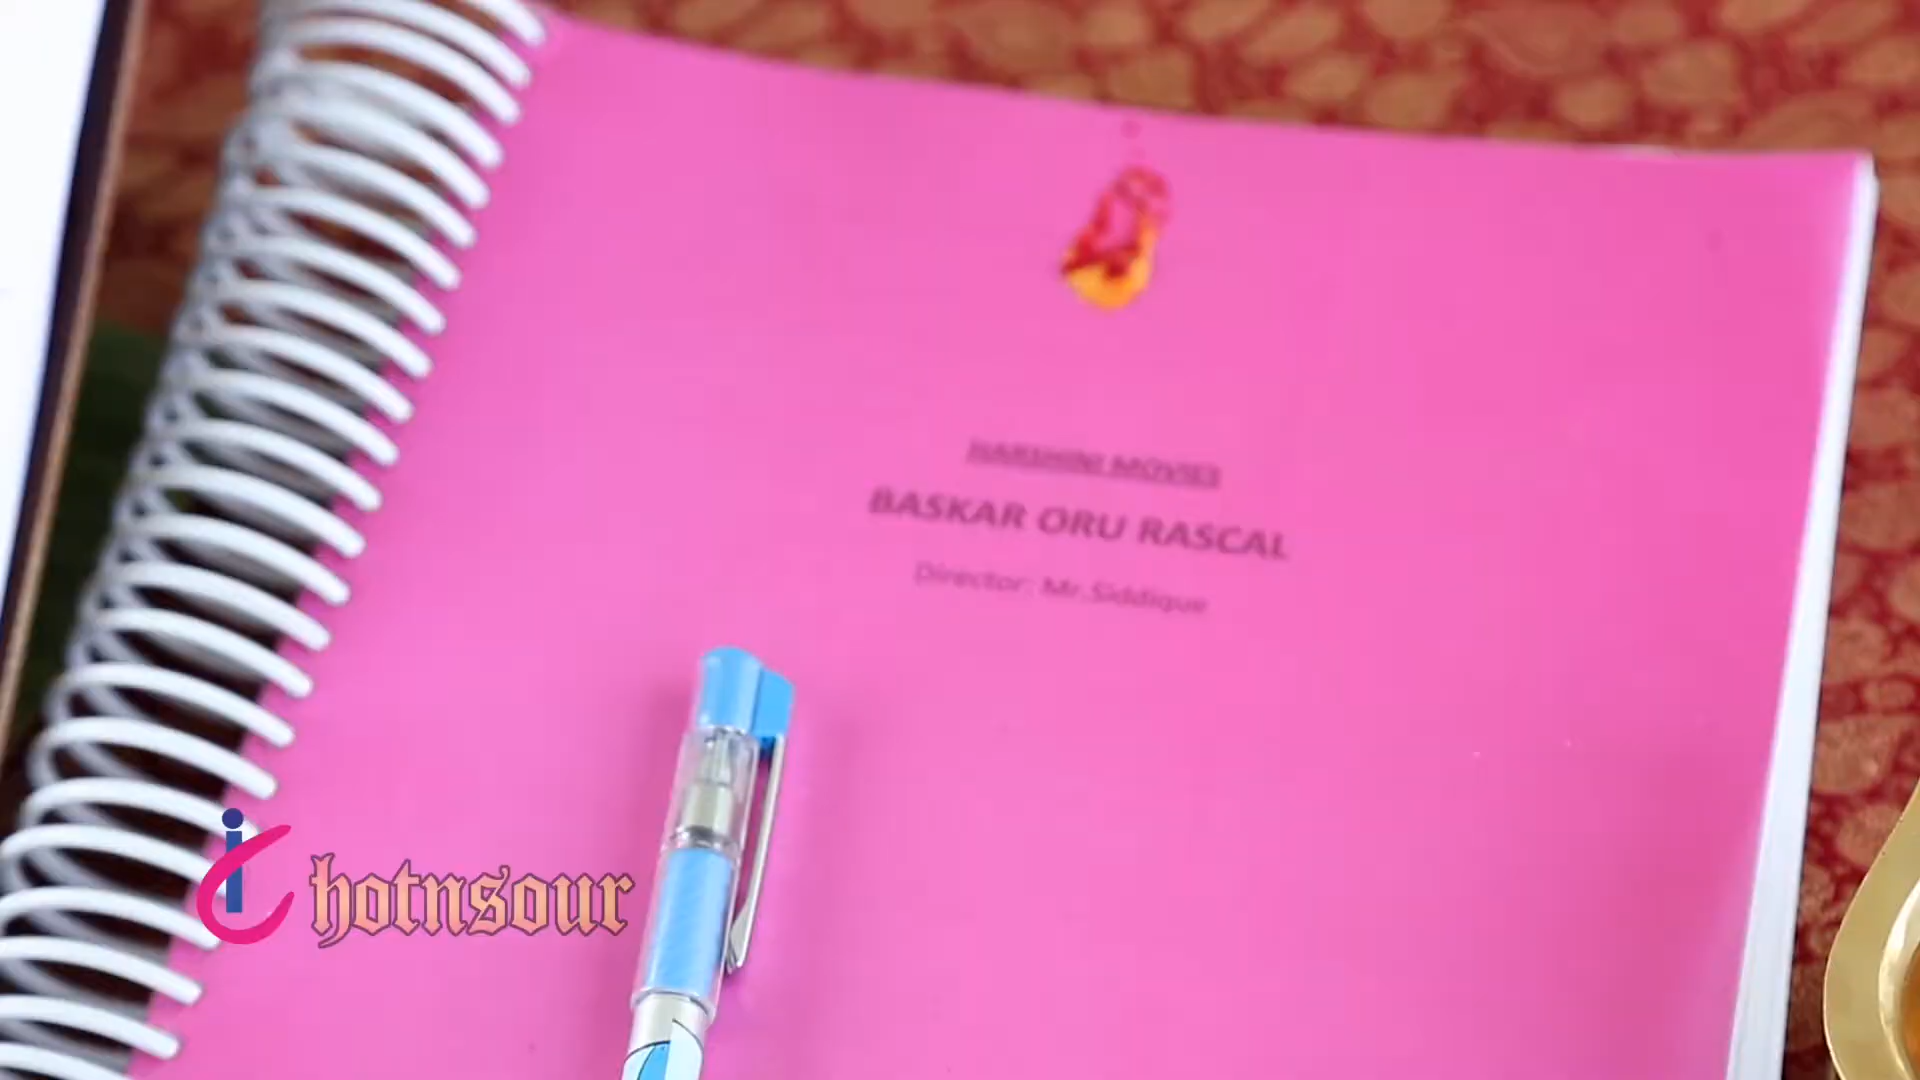 HARSHINI MOVIES
BASKAR ORU RASCAL
Director: Mr.Siddique
i hotnsour